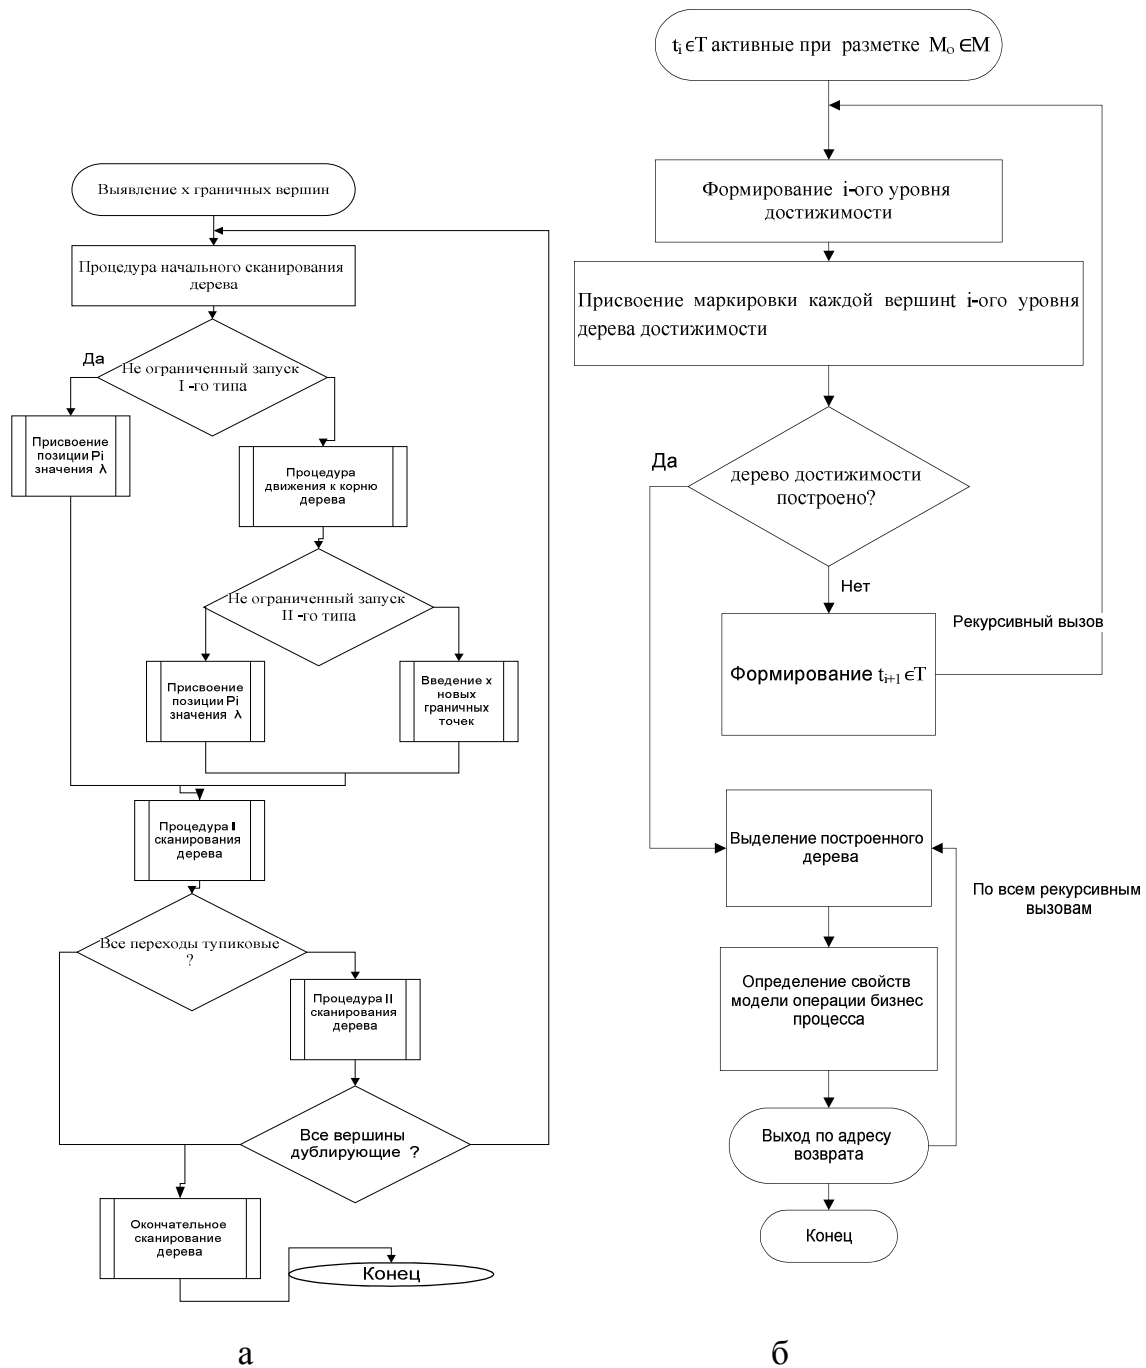 Выявление x граничных вершин
Процедура начального сканирования
дерева
Да
Не ограниченный запуск
I -го типа
Присвоение
позиции Pi
значения λ
Процедура
движения к корню
дерева
Не ограниченный запуск
II -го типа
Присвоение
позиции Pi
значения λ
Введение x
новых
граничных
точек
Процедура I
сканирования
дерева
Все переходы тупиковые
?
Процедура II
сканирования
дерева
Все вершины
дублирующие ?
Окончательное
сканирование
дерева
Конец
а
tᵢ ϵT активные при разметке Mₒ ∈M
Формирование i-ого уровня
достижимости
Присвоение маркировки каждой вершинt i-ого уровня
дерева достижимости
Да
дерево достижимости
построено?
Нет
Рекурсивный вызов
Формирование tᵢ₊₁ ϵT
Выделение построенного
дерева
По всем рекурсивным
вызовам
Определение свойств
модели операции бизнес
процесса
Выход по адресу
возврата
Конец
б